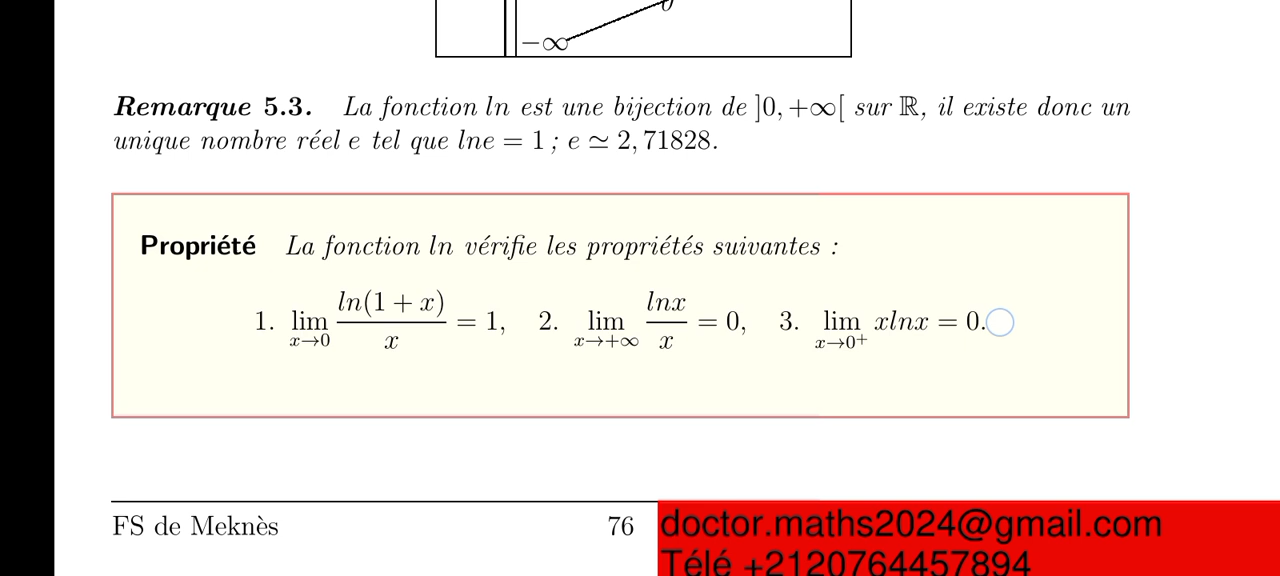 −∞ 0
Remarque 5.3. La fonction ln est une bijection de ]0, +∞[ sur ℝ, il existe donc un
unique nombre réel e tel que lne = 1 ; e ≃ 2, 71828.
Propriété La fonction ln vérifie les propriétés suivantes :
1. lim_{x→0} ln(1 + x)/x = 1, 2. lim_{x→+∞} lnx/x = 0, 3. lim_{x→0⁺} xlnx = 0.
FS de Meknès 76 doctor.maths2024@gmail.com
Télé +2120764457894